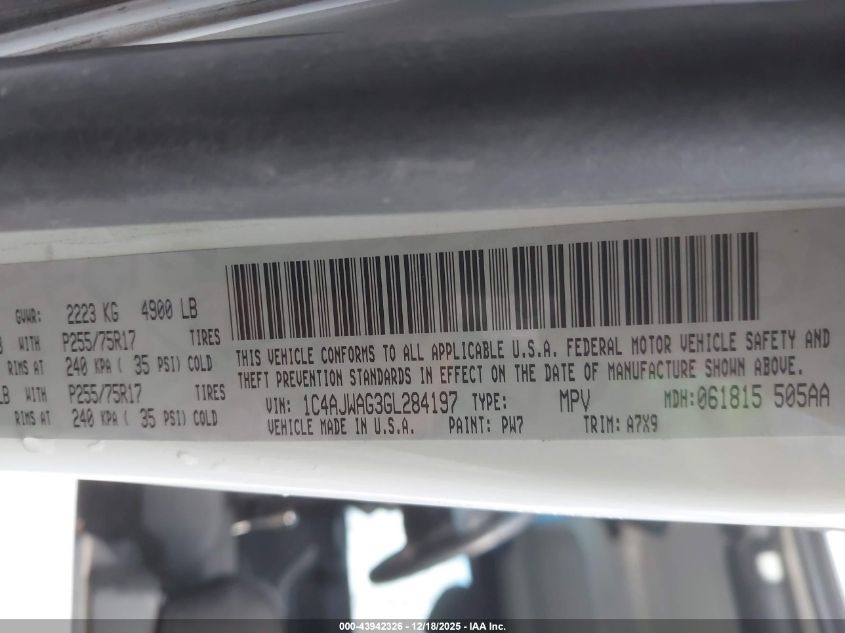 GVWR: 2223 KG 4900 LB
B WITH P255/75R17 TIRES
RIMS AT 240 KPA ( 35 PSI) COLD
LB WITH P255/75R17 TIRES
RIMS AT 240 KPA ( 35 PSI) COLD
THIS VEHICLE CONFORMS TO ALL APPLICABLE U.S.A. FEDERAL MOTOR VEHICLE SAFETY AND
THEFT PREVENTION STANDARDS IN EFFECT ON THE DATE OF MANUFACTURE SHOWN ABOVE.
VIN: 1C4AJWAG3GL284197 TYPE: MPV MDH: 061815 505AA
VEHICLE MADE IN U.S.A. PAINT: PW7 TRIM: A7X9
000-43942326 - 12/18/2025 - IAA Inc.